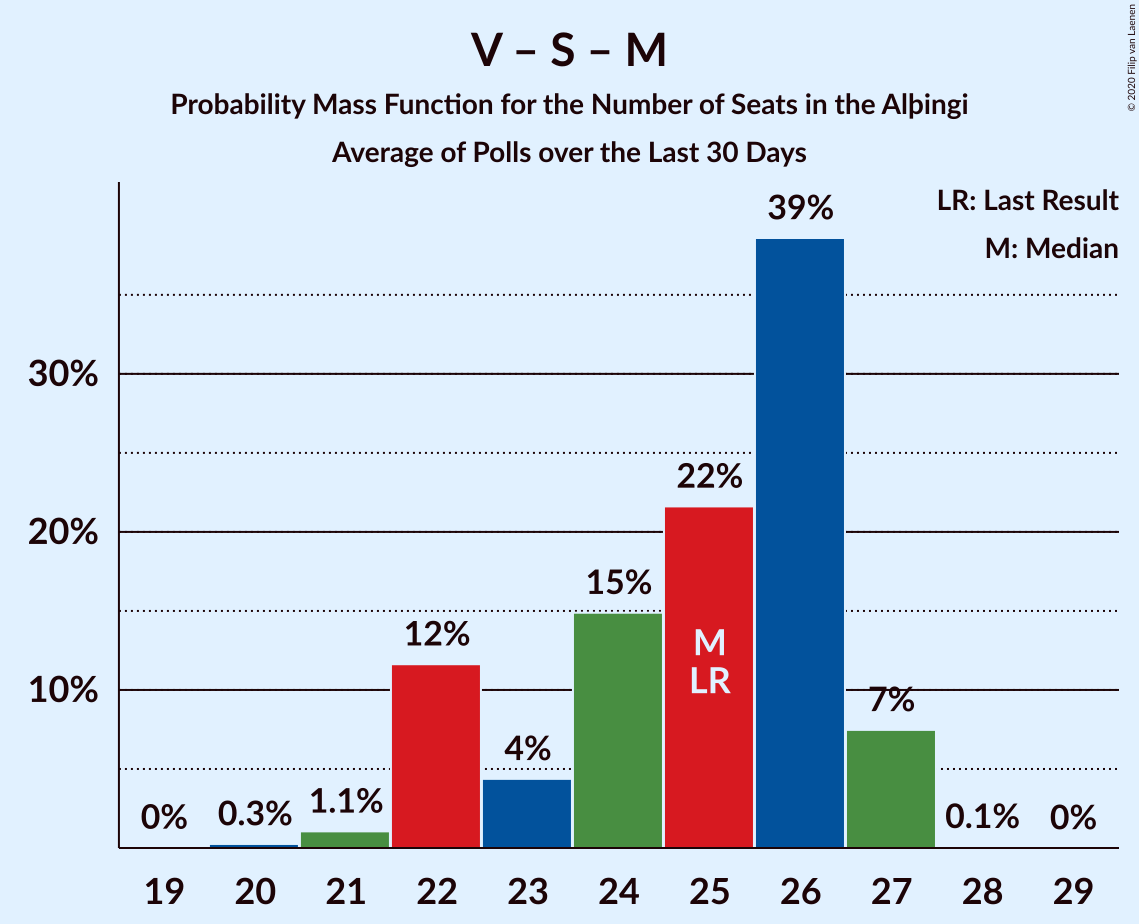 V – S – M
Probability Mass Function for the Number of Seats in the Alþingi
Average of Polls over the Last 30 Days
© 2020 Filip van Laenen
LR: Last Result
M: Median
39%
30%
22%
20%
15%
12%
M
LR
10%
7%
4%
1.1%
0%
0.3%
0.1%
0%
19 20 21 22 23 24 25 26 27 28 29